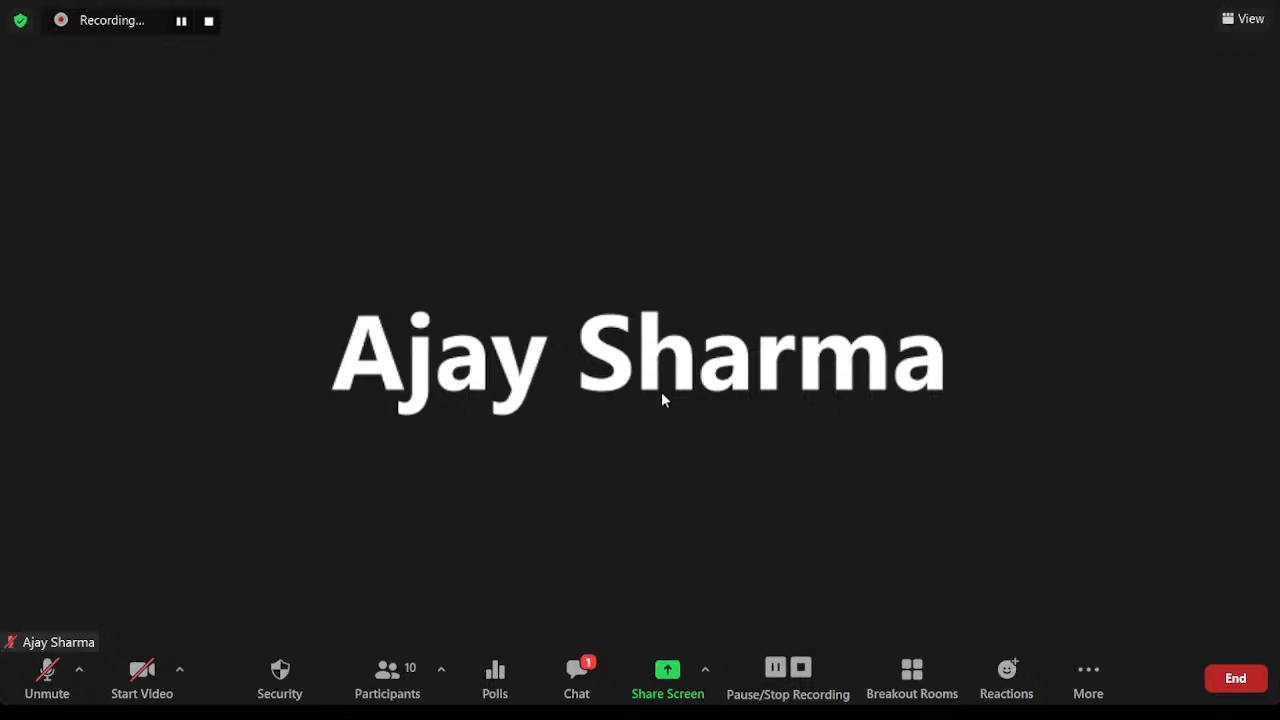 Recording...
View
Ajay Sharma
Ajay Sharma
10
1
Unmute
Start Video
Security
Participants
Polls
Chat
Share Screen
Pause/Stop Recording
Breakout Rooms
Reactions
More
End